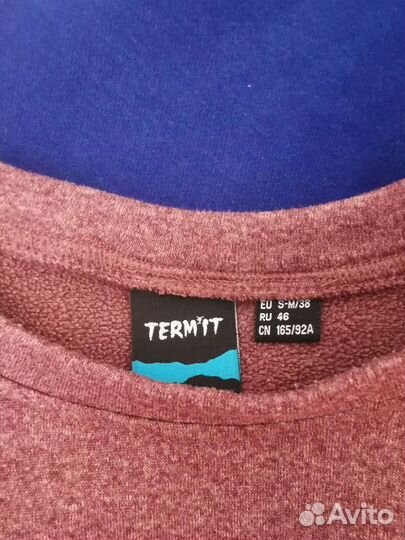 TERMIT
EU S-M/38
RU 46
CN 165/92A
Avito